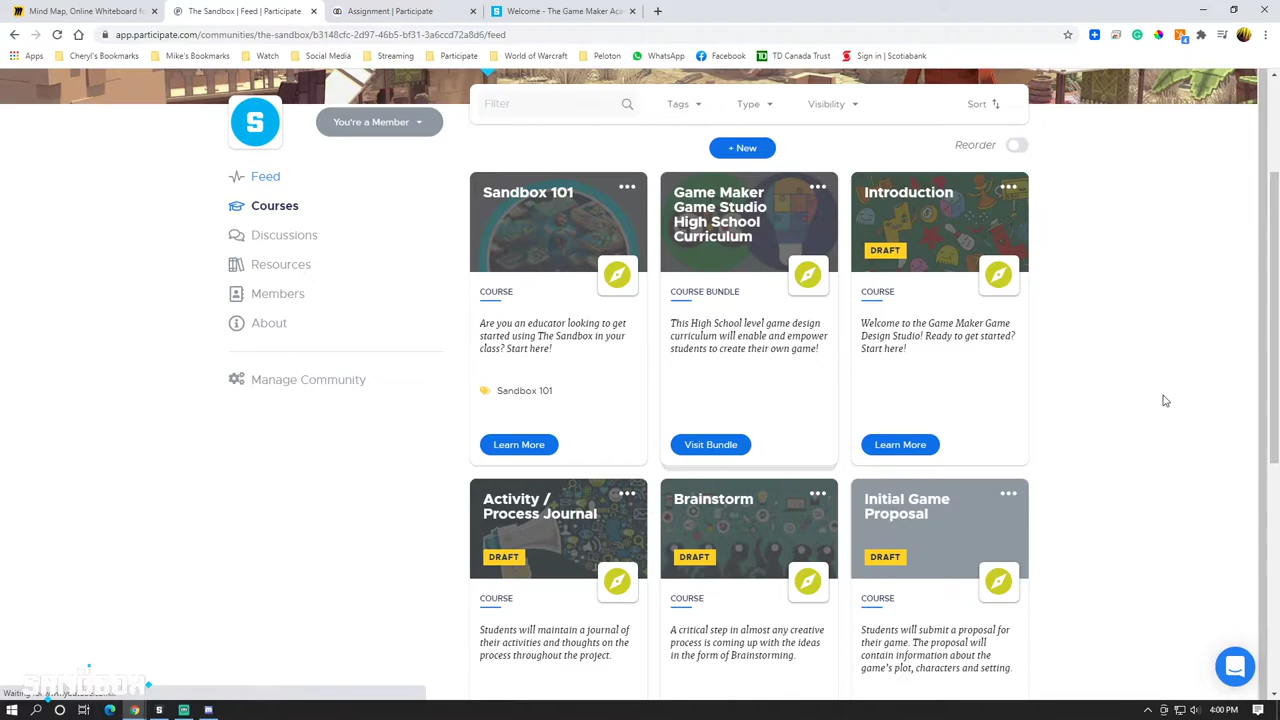 Mind Map, Online Whiteboard fo
The Sandbox | Feed | Participate.
Assignment | Participate
Welcome - The Game Maker Ac
app.participate.com/communities/the-sandbox/b3148cfc-2d97-46b5-bf31-3a6ccd72a8d6/feed
Apps
Cheryl's Bookmarks
Mike's Bookmarks
Watch
Social Media
Streaming
Participate
World of Warcraft
Peloton
WhatsApp
Facebook
TD Canada Trust
Sign in | Scotiabank
S
You're a Member
Feed
Courses
Discussions
Resources
Members
About
Manage Community
Filter
Tags
Type
Visibility
Sort
+ New
Reorder
Sandbox 101
COURSE
Are you an educator looking to get
started using The Sandbox in your
class? Start here!
Sandbox 101
Learn More
Game Maker
Game Studio
High School
Curriculum
COURSE BUNDLE
This High School level game design
curriculum will enable and empower
students to create their own game!
Visit Bundle
Introduction
DRAFT
COURSE
Welcome to the Game Maker Game
Design Studio! Ready to get started?
Start here!
Learn More
Activity /
Process Journal
DRAFT
COURSE
Students will maintain a journal of
their activities and thoughts on the
process throughout the project.
Brainstorm
DRAFT
COURSE
A critical step in almost any creative
process is coming up with the ideas
in the form of Brainstorming.
Initial Game
Proposal
DRAFT
COURSE
Students will submit a proposal for
their game. The proposal will
contain information about the
game's plot, characters and setting.
SANDBOX
4:00 PM